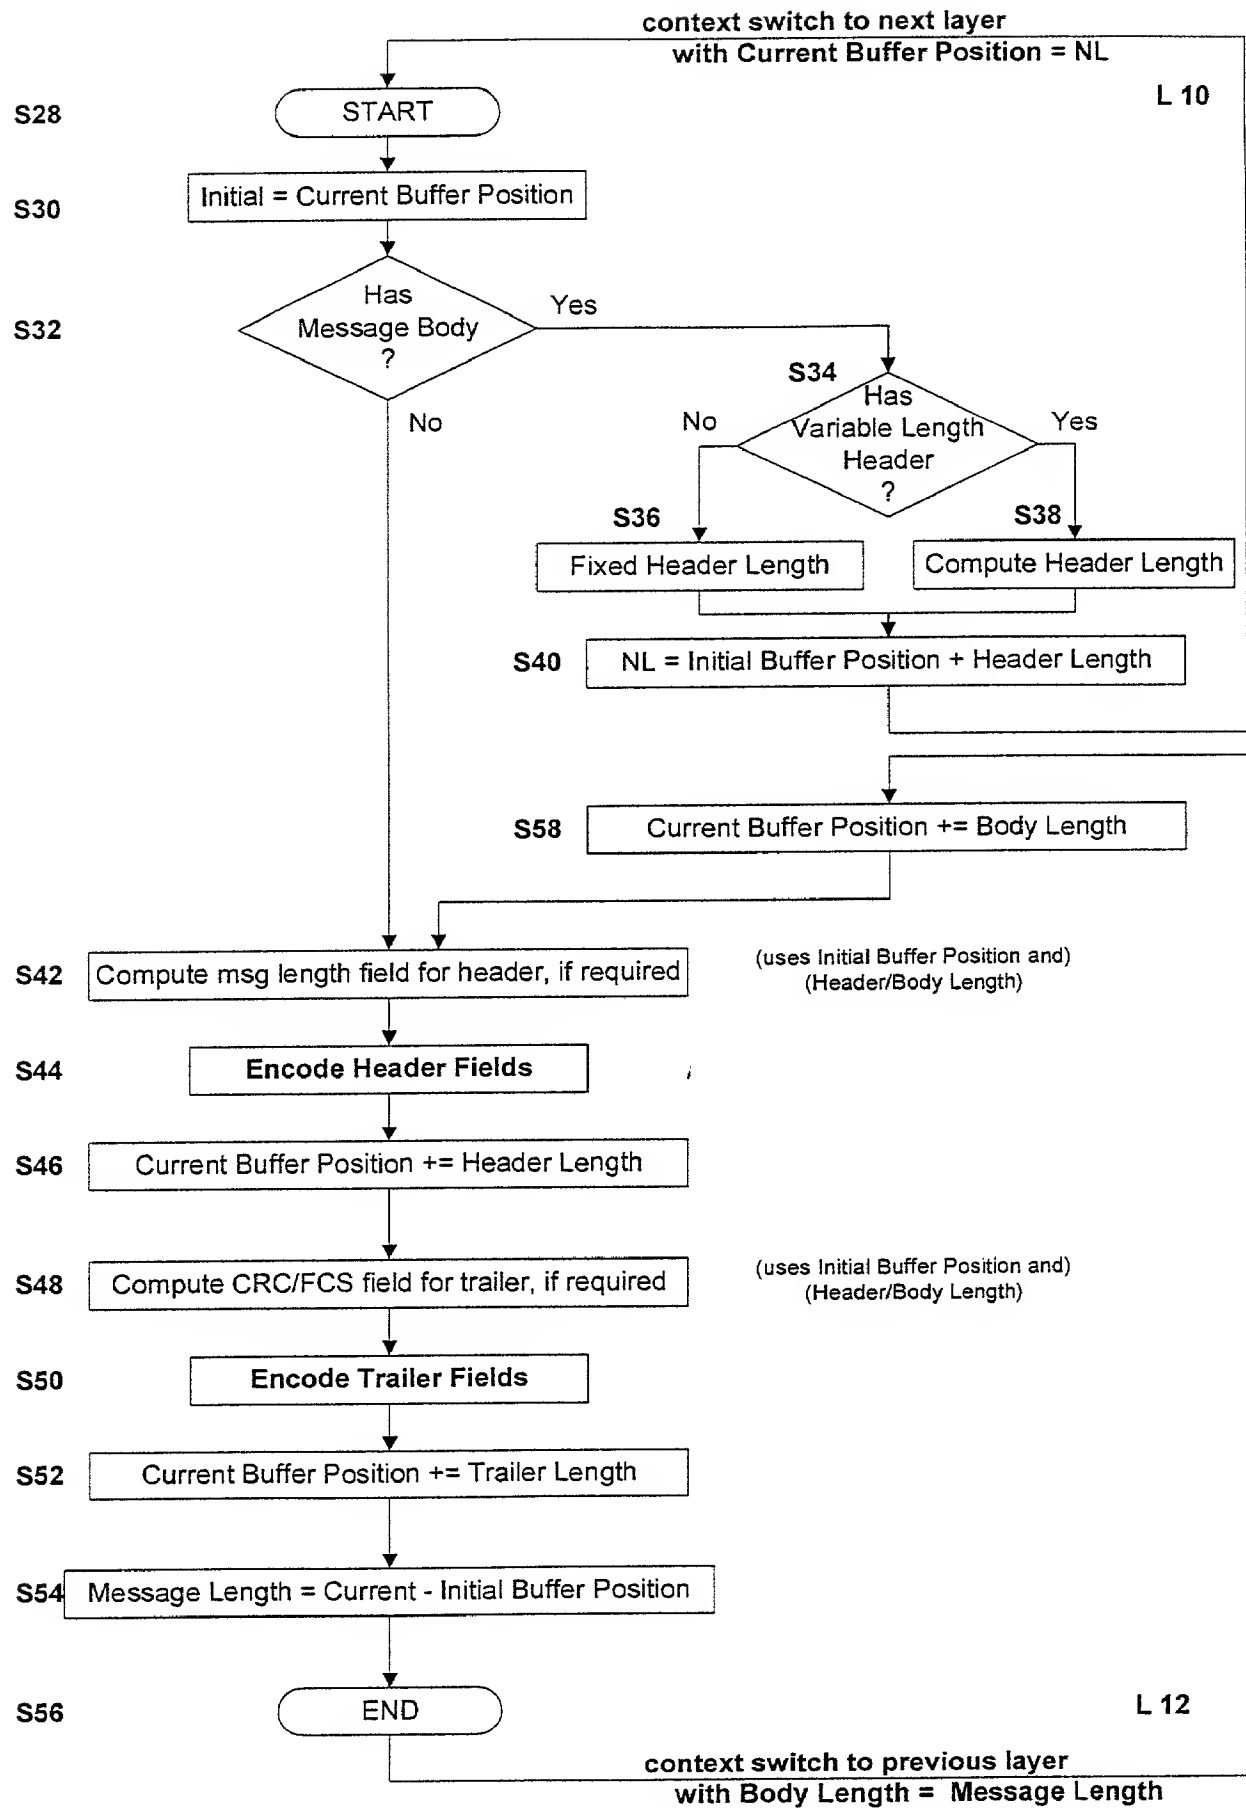 context switch to next layer
with Current Buffer Position = NL
L 10
S28
START
S30
Initial = Current Buffer Position
S32
Has
Message Body
?
Yes
No
S34
Has
Variable Length
Header
?
No
Yes
S36
Fixed Header Length
S38
Compute Header Length
S40
NL = Initial Buffer Position + Header Length
S58
Current Buffer Position += Body Length
S42
Compute msg length field for header, if required
(uses Initial Buffer Position and)
(Header/Body Length)
S44
Encode Header Fields
S46
Current Buffer Position += Header Length
S48
Compute CRC/FCS field for trailer, if required
(uses Initial Buffer Position and)
(Header/Body Length)
S50
Encode Trailer Fields
S52
Current Buffer Position += Trailer Length
S54
Message Length = Current - Initial Buffer Position
S56
END
L 12
context switch to previous layer
with Body Length = Message Length